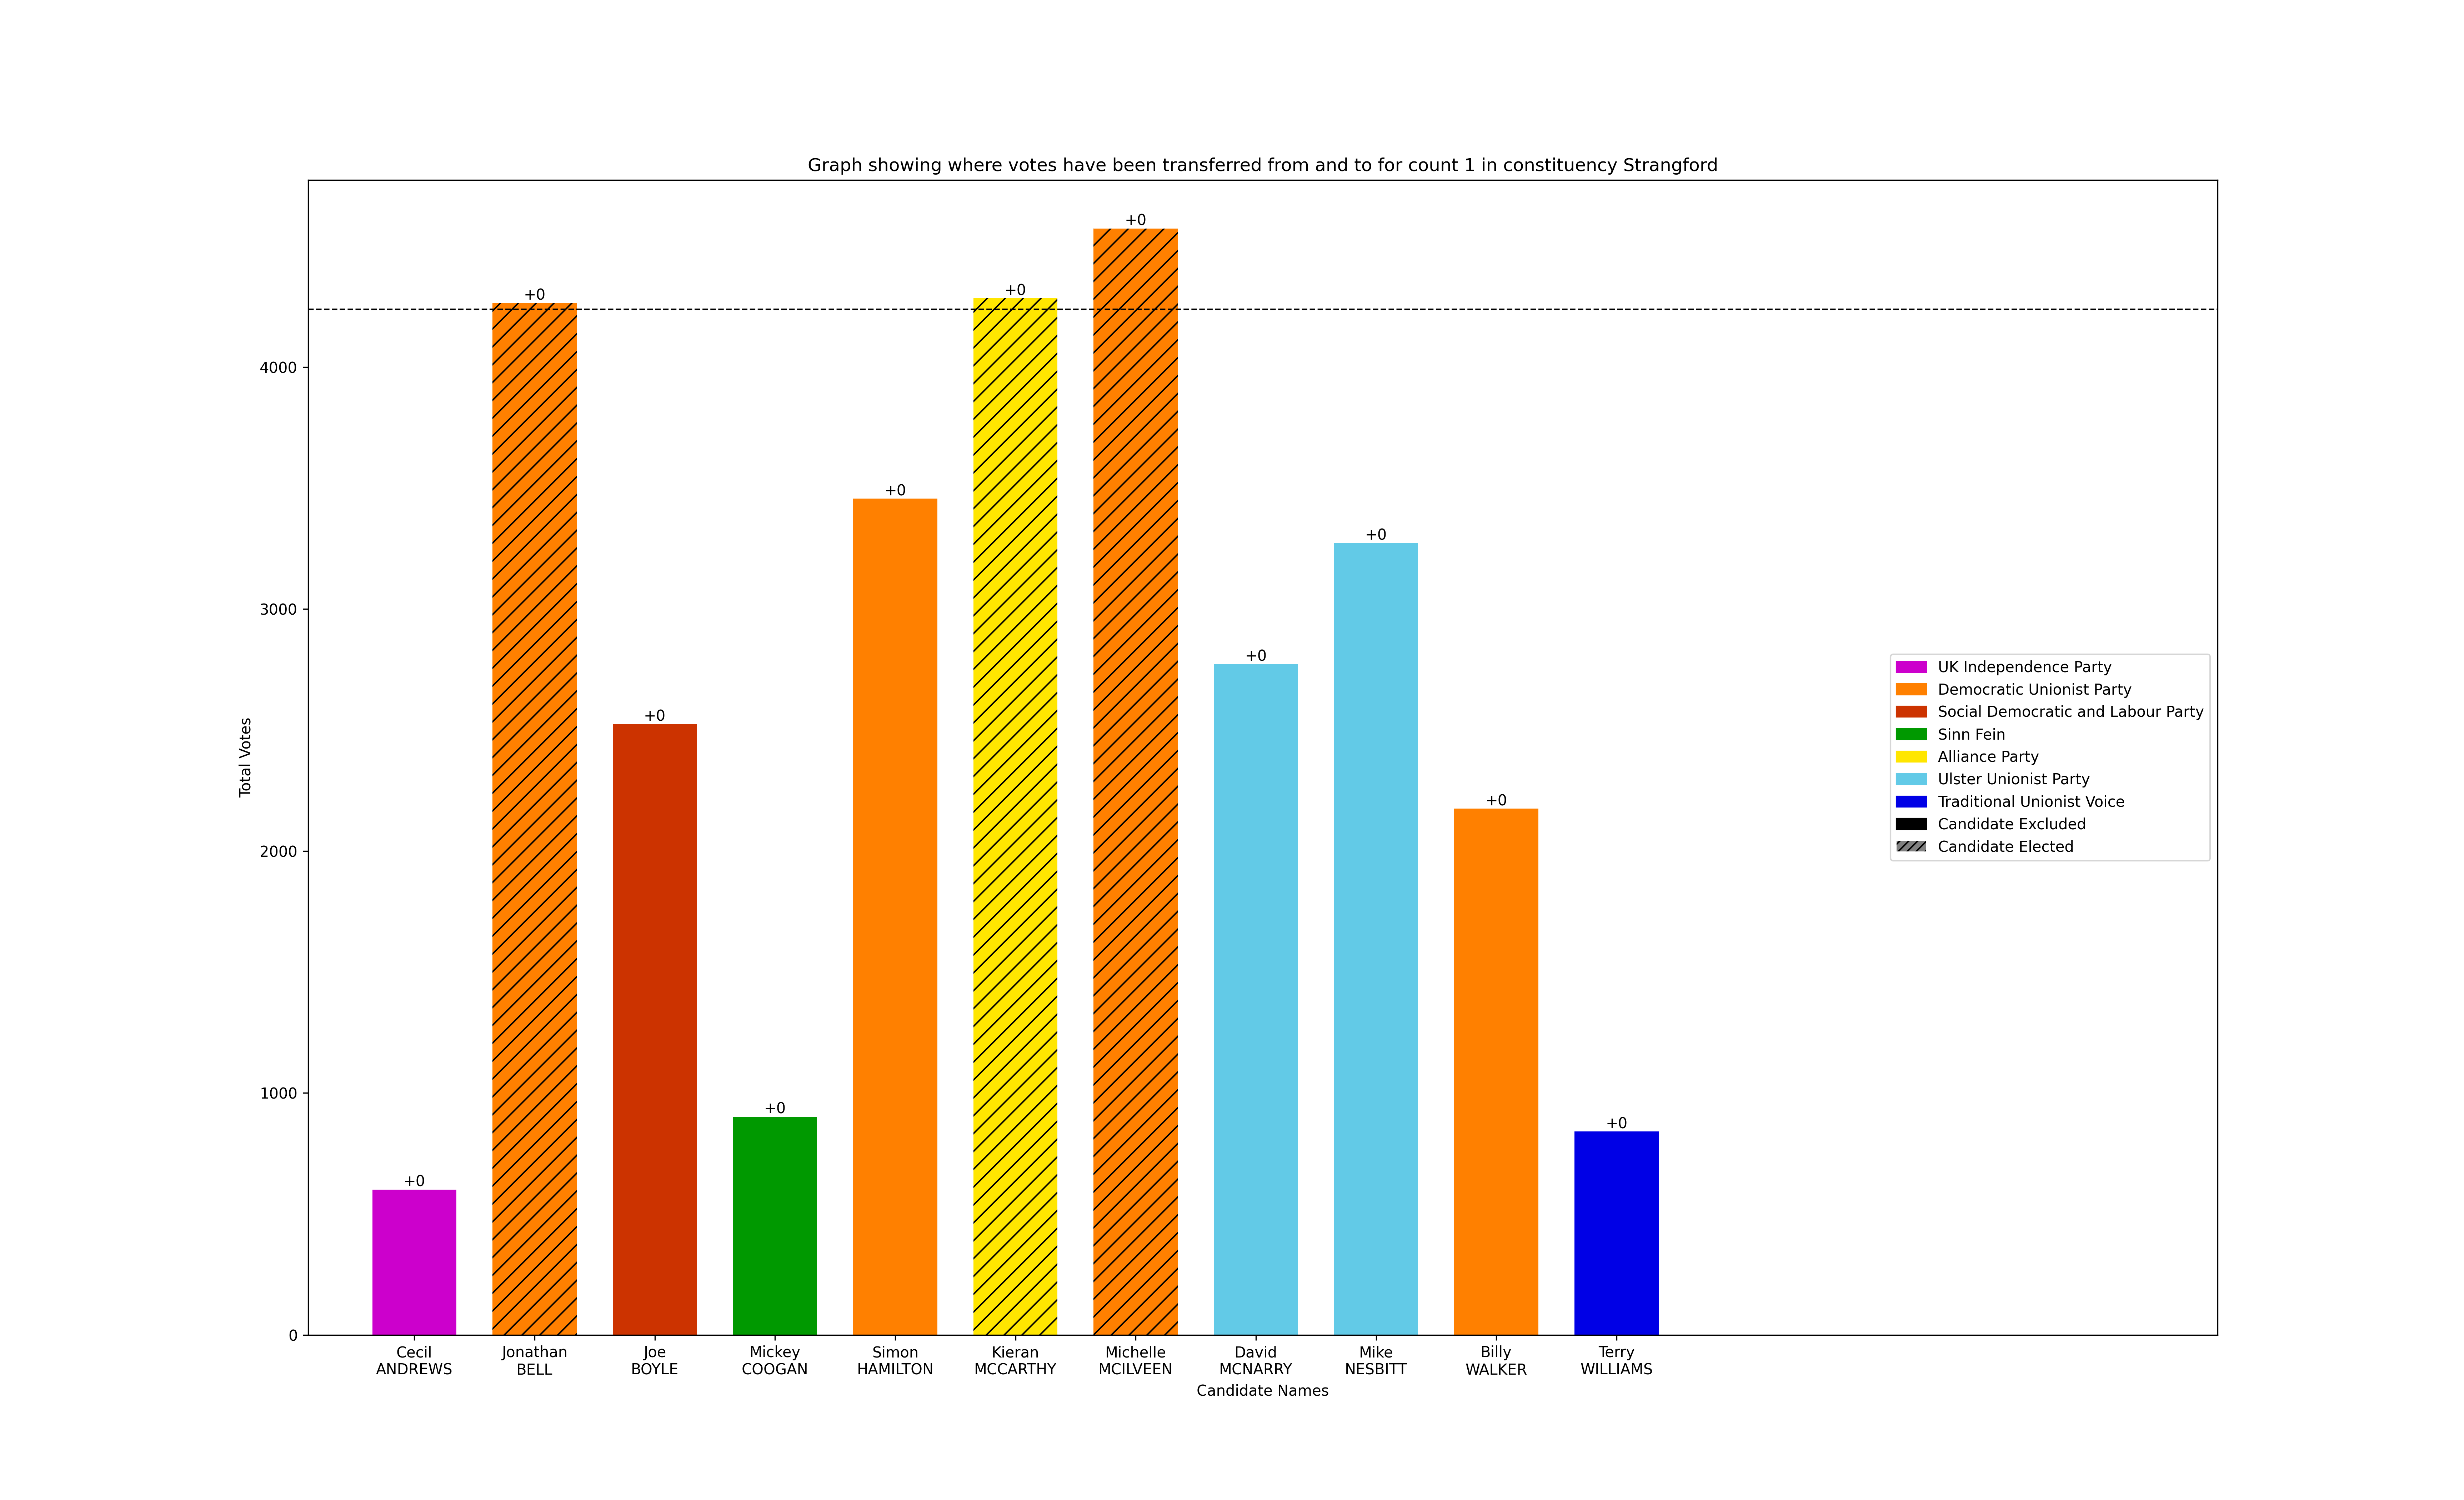 Graph showing where votes have been transferred from and to for count 1 in constituency Strangford
+0
+0
+0
+0
+0
+0
+0
+0
+0
+0
+0
4000
3000
2000
1000
0
Total Votes
UK Independence Party
Democratic Unionist Party
Social Democratic and Labour Party
Sinn Fein
Alliance Party
Ulster Unionist Party
Traditional Unionist Voice
Candidate Excluded
Candidate Elected
Cecil
ANDREWS
Jonathan
BELL
Joe
BOYLE
Mickey
COOGAN
Simon
HAMILTON
Kieran
MCCARTHY
Michelle
MCILVEEN
David
MCNARRY
Mike
NESBITT
Billy
WALKER
Terry
WILLIAMS
Candidate Names